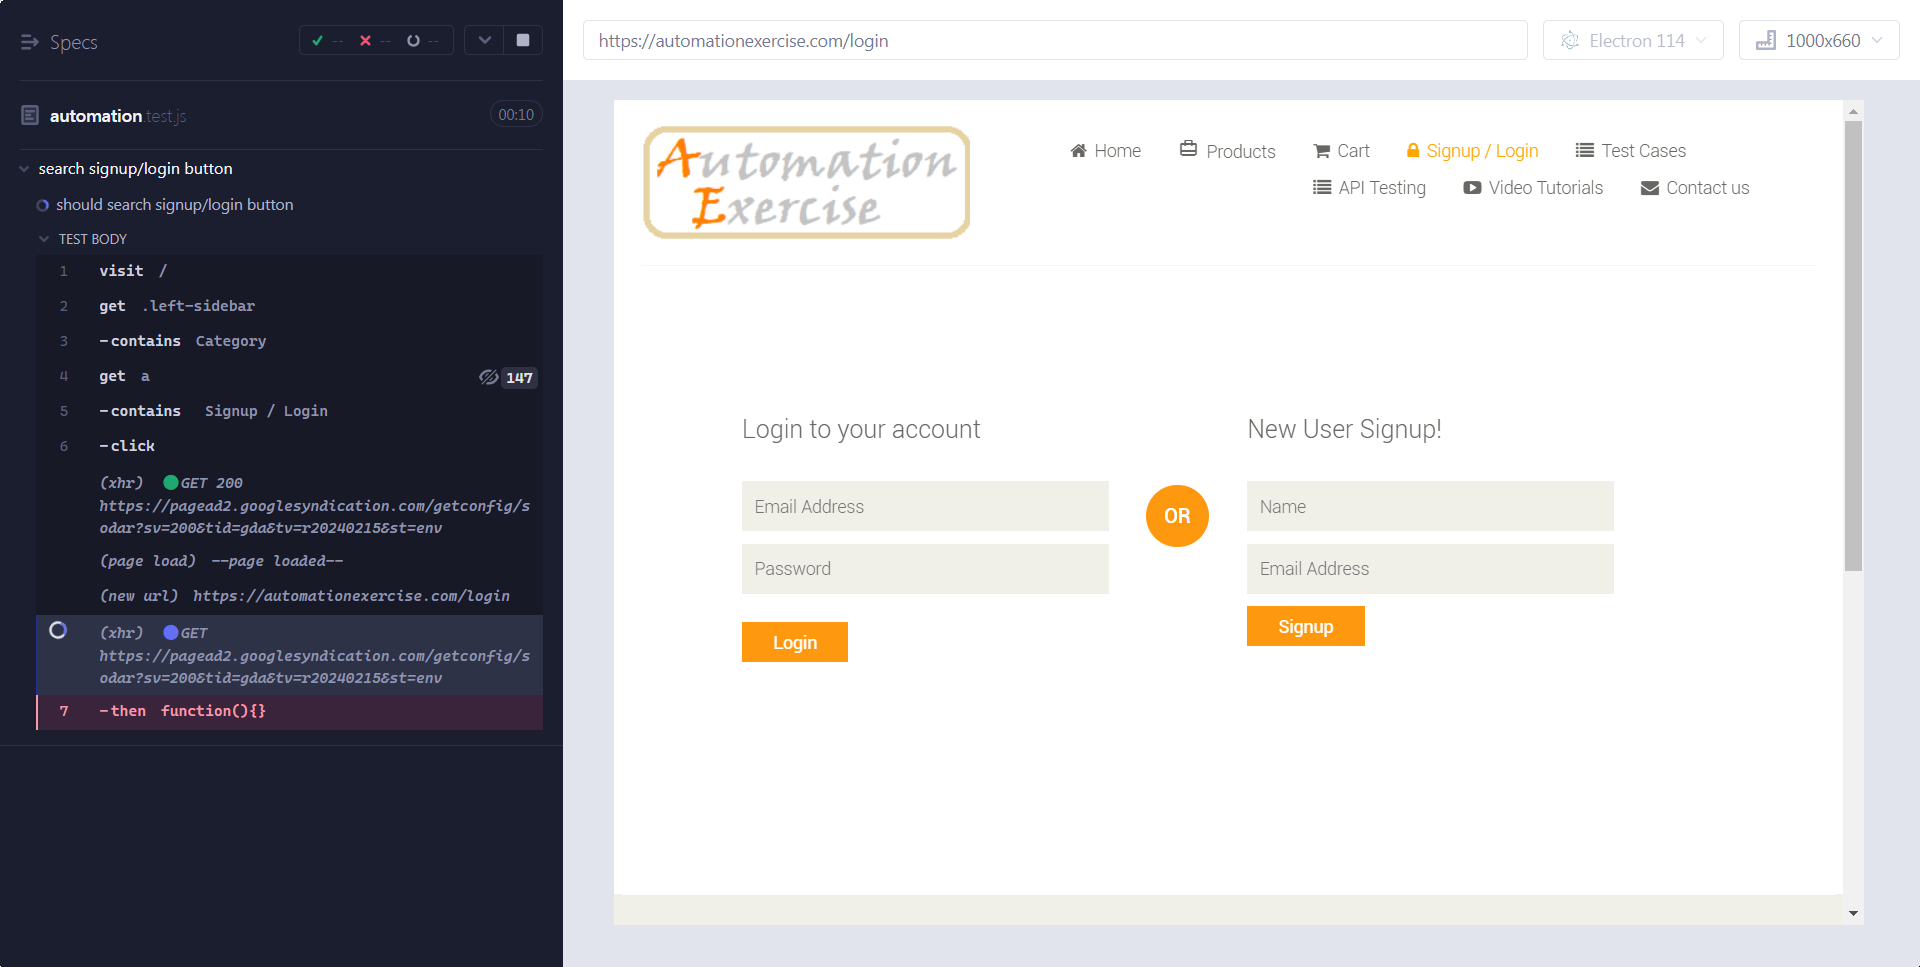 Specs
-- -- --
automation.test.js
00:10
search signup/login button
should search signup/login button
TEST BODY
1 visit /
2 get .left-sidebar
3 -contains Category
4 get a 147
5 -contains Signup / Login
6 -click
(xhr) GET 200
https://pagead2.googlesyndication.com/getconfig/s
odar?sv=200&tid=gda&tv=r20240215&st=env
(page load) --page loaded--
(new url) https://automationexercise.com/login
(xhr) GET
https://pagead2.googlesyndication.com/getconfig/s
odar?sv=200&tid=gda&tv=r20240215&st=env
7 -then function(){}
https://automationexercise.com/login
Electron 114
1000x660
Automation
Exercise
Home Products Cart Signup / Login Test Cases
API Testing Video Tutorials Contact us
Login to your account
Email Address
Password
Login
OR
New User Signup!
Name
Email Address
Signup